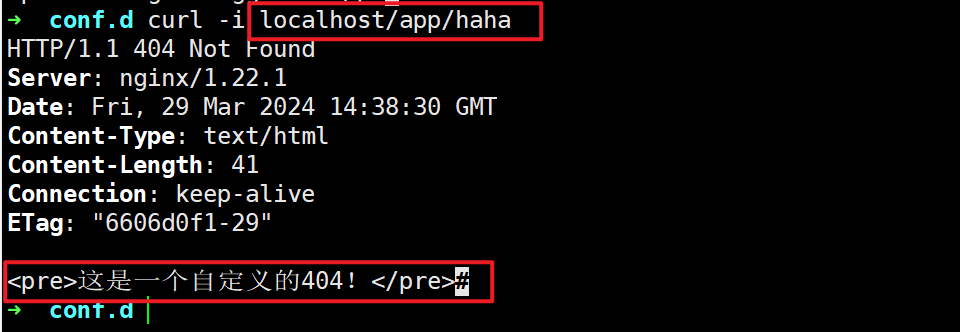 ➜ conf.d curl -i localhost/app/haha
HTTP/1.1 404 Not Found
Server: nginx/1.22.1
Date: Fri, 29 Mar 2024 14:38:30 GMT
Content-Type: text/html
Content-Length: 41
Connection: keep-alive
ETag: "6606d0f1-29"
<pre>这是一个自定义的404！</pre>#
➜ conf.d